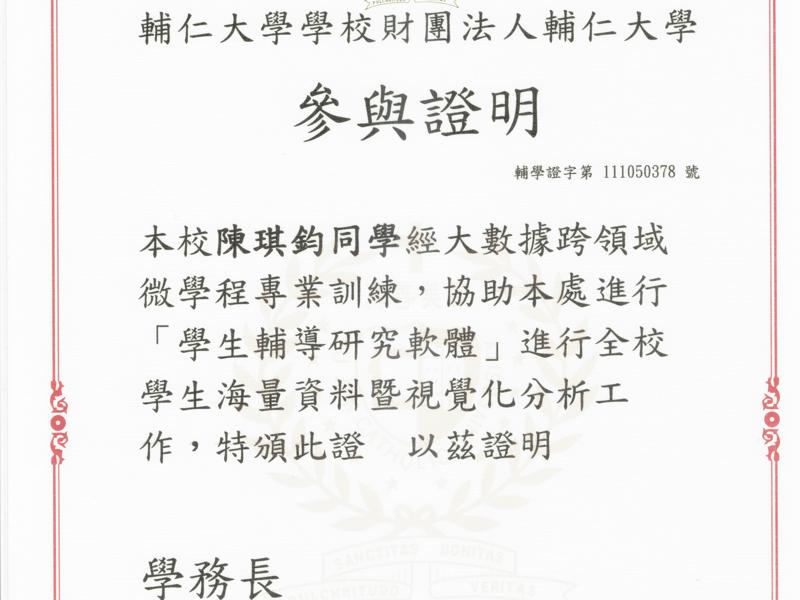 輔仁大學學校財團法人輔仁大學
參與證明
輔學證字第 111050378 號
本校陳琪鈞同學經大數據跨領域
微學程專業訓練，協助本處進行
「學生輔導研究軟體」進行全校
學生海量資料暨視覺化分析工
作，特頒此證　以茲證明
SANCTITAS BONITAS
PULCHRITUDO VERITAS
學務長